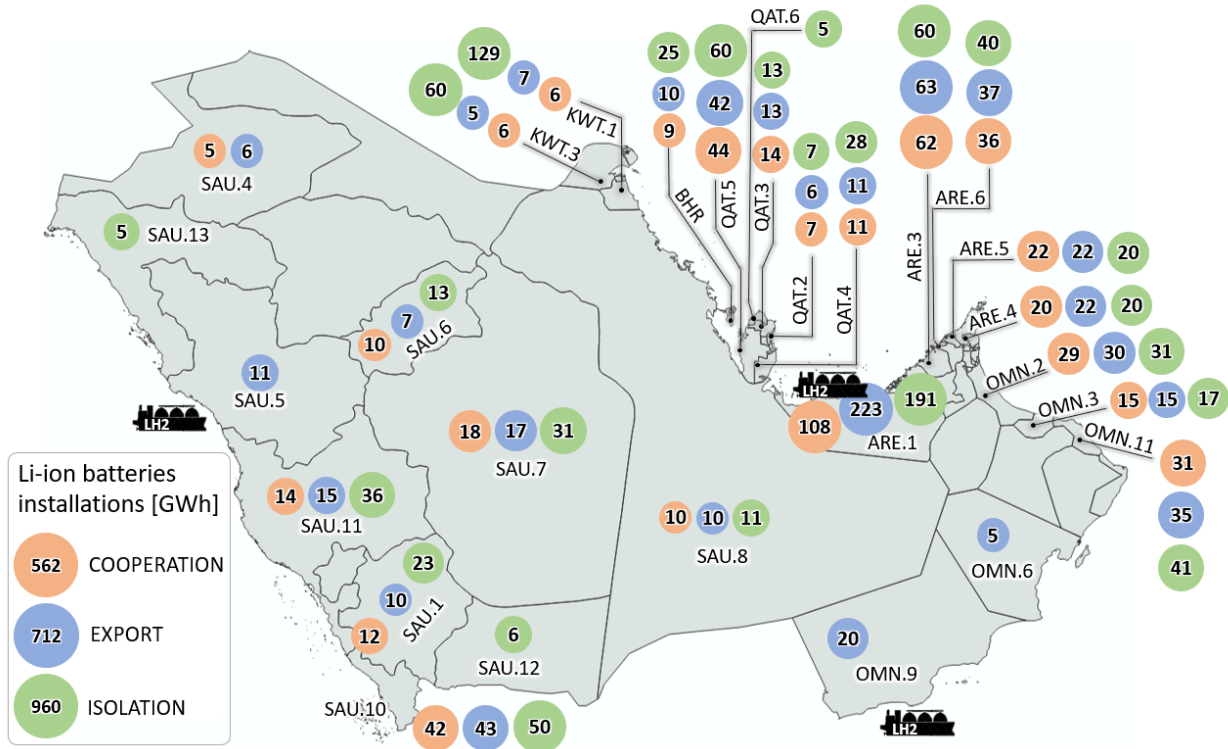 QAT.6
5
129
7
6
KWT.1
60
5
6
KWT.3
25
10
9
BHR
60
42
44
QAT.5
13
13
14
QAT.3
7
6
7
QAT.2
28
11
11
QAT.4
60
63
62
ARE.3
40
37
36
ARE.6
ARE.5
22
22
20
ARE.4
20
22
20
OMN.2
29
30
31
OMN.3
15
15
17
OMN.11
31
35
41
5
6
SAU.4
5
SAU.13
13
7
10
SAU.6
11
SAU.5
LH2
LH2
108
223
191
ARE.1
18
17
31
SAU.7
14
15
36
SAU.11
10
10
11
SAU.8
5
OMN.6
23
10
12
SAU.1
6
SAU.12
20
OMN.9
LH2
SAU.10
42
43
50
Li-ion batteries
installations [GWh]
562 COOPERATION
712 EXPORT
960 ISOLATION